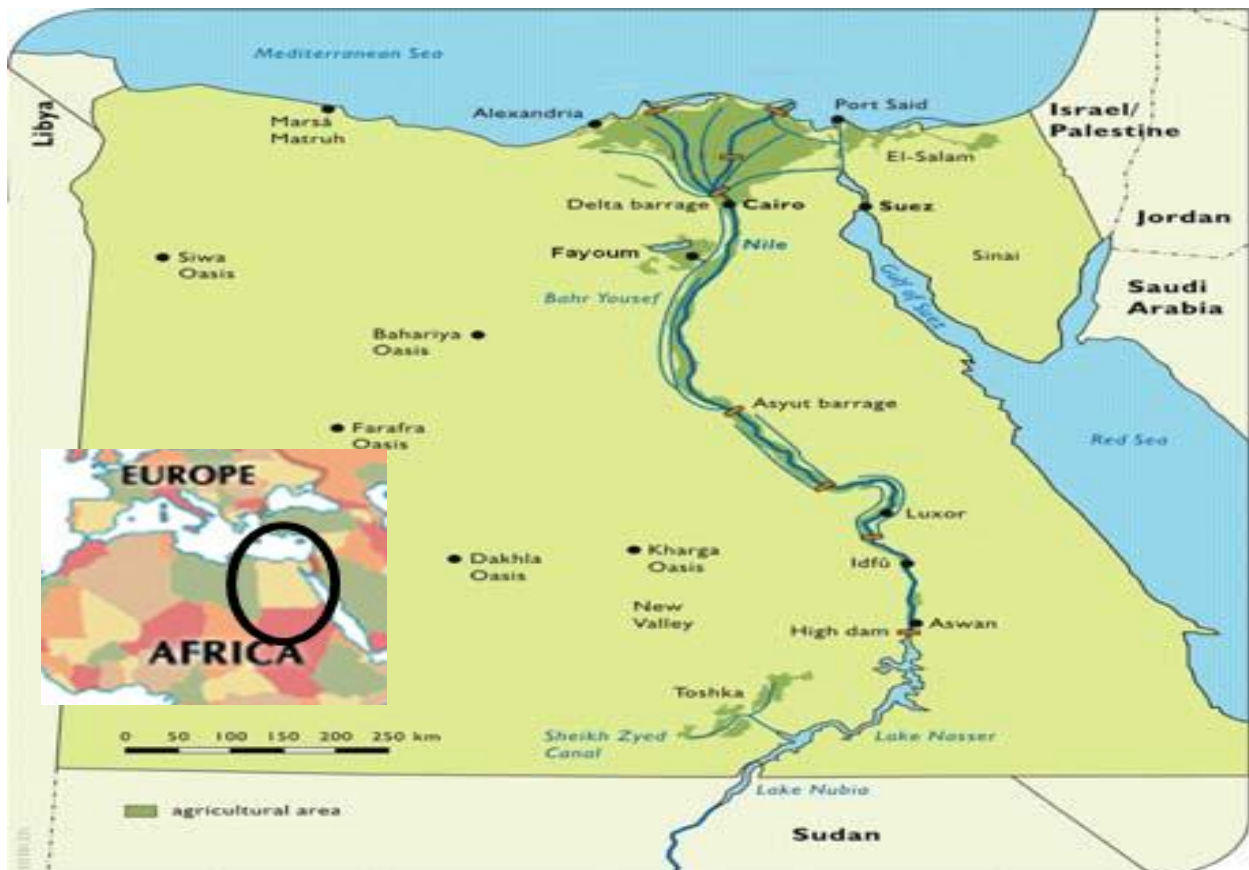 Mediterranean Sea
Libya
Marsā
Matruh
Alexandria
Port Said
Israel/
Palestine
El-Salam
Delta barrage
Cairo
Suez
Jordan
Siwa
Oasis
Fayoum
Nile
Sinai
Saudi
Arabia
Bahr Yousef
Gulf of Suez
Bahariya
Oasis
Asyut barrage
Farafra
Oasis
Red Sea
EUROPE
AFRICA
Luxor
Dakhla
Oasis
Kharga
Oasis
Idfû
New
Valley
High dam
Aswan
Toshka
Sheikh Zyed
Canal
Lake Nasser
0 50 100 150 200 250 km
Lake Nubia
agricultural area
Sudan